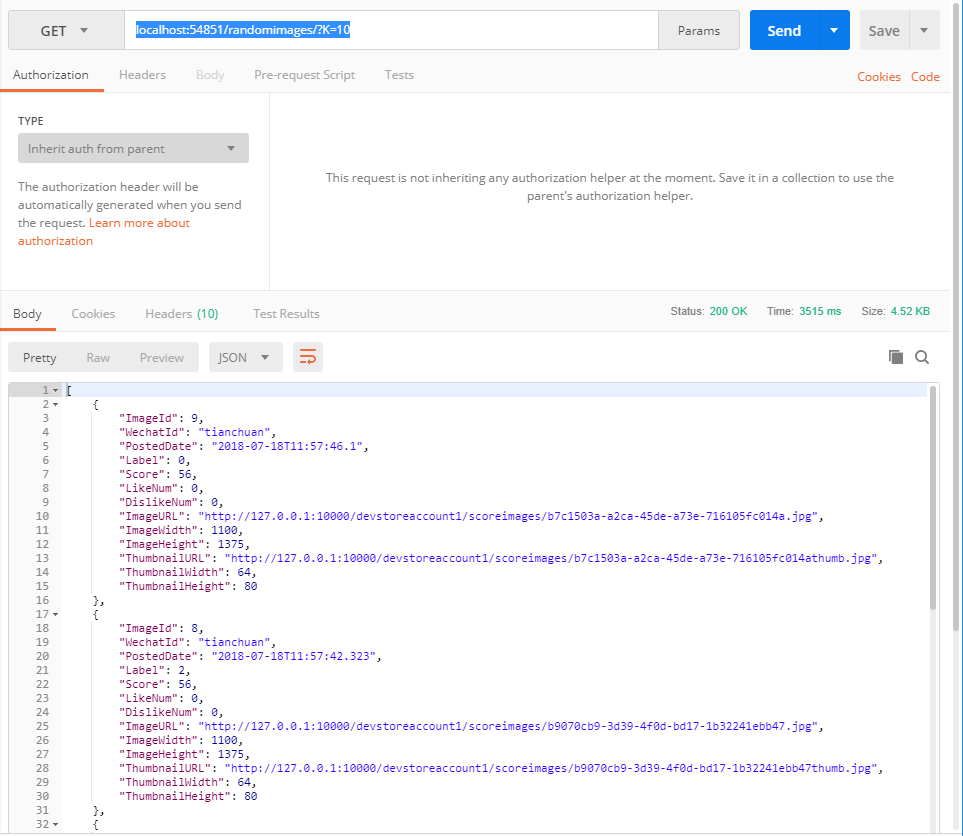 GET localhost:54851/randomimages/?K=10 Params Send Save
Authorization Headers Body Pre-request Script Tests Cookies Code
TYPE
Inherit auth from parent
The authorization header will be
automatically generated when you send
the request. Learn more about
authorization
This request is not inheriting any authorization helper at the moment. Save it in a collection to use the
parent's authorization helper.
Body Cookies Headers (10) Test Results Status: 200 OK Time: 3515 ms Size: 4.52 KB
Pretty Raw Preview JSON
1 [
2 {
3 "ImageId": 9,
4 "WechatId": "tianchuan",
5 "PostedDate": "2018-07-18T11:57:46.1",
6 "Label": 0,
7 "Score": 56,
8 "LikeNum": 0,
9 "DislikeNum": 0,
10 "ImageURL": "http://127.0.0.1:10000/devstoreaccount1/scoreimages/b7c1503a-a2ca-45de-a73e-716105fc014a.jpg",
11 "ImageWidth": 1100,
12 "ImageHeight": 1375,
13 "ThumbnailURL": "http://127.0.0.1:10000/devstoreaccount1/scoreimages/b7c1503a-a2ca-45de-a73e-716105fc014athumb.jpg",
14 "ThumbnailWidth": 64,
15 "ThumbnailHeight": 80
16 },
17 {
18 "ImageId": 8,
19 "WechatId": "tianchuan",
20 "PostedDate": "2018-07-18T11:57:42.323",
21 "Label": 2,
22 "Score": 56,
23 "LikeNum": 0,
24 "DislikeNum": 0,
25 "ImageURL": "http://127.0.0.1:10000/devstoreaccount1/scoreimages/b9070cb9-3d39-4f0d-bd17-1b32241ebb47.jpg",
26 "ImageWidth": 1100,
27 "ImageHeight": 1375,
28 "ThumbnailURL": "http://127.0.0.1:10000/devstoreaccount1/scoreimages/b9070cb9-3d39-4f0d-bd17-1b32241ebb47thumb.jpg",
29 "ThumbnailWidth": 64,
30 "ThumbnailHeight": 80
31 },
32 {